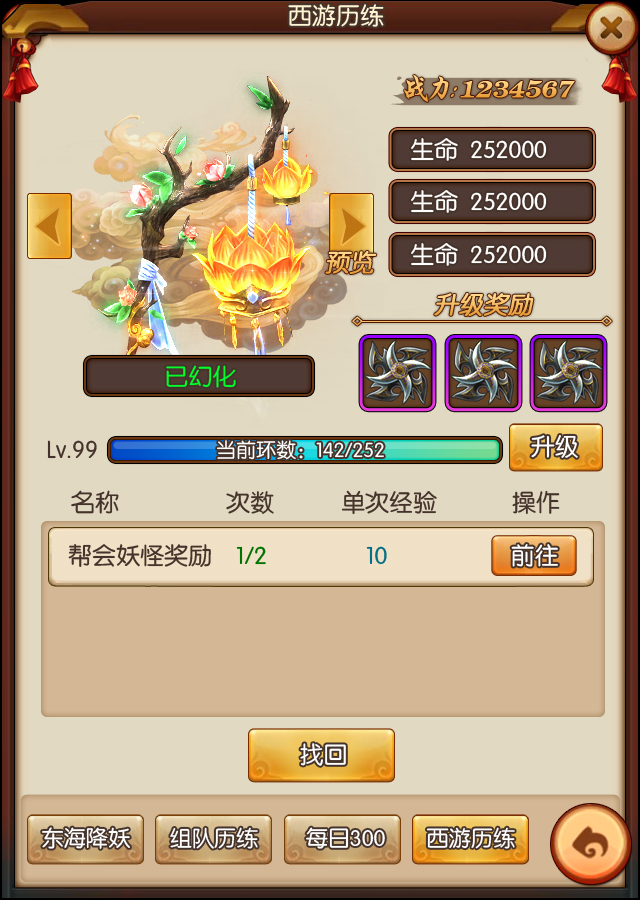 西游历练
战力:1234567
生命 252000
生命 252000
生命 252000
预览
升级奖励
已幻化
Lv.99 当前环数: 142/252 升级
名称 次数 单次经验 操作
帮会妖怪奖励 1/2 10 前往
找回
东海降妖 组队历练 每日300 西游历练